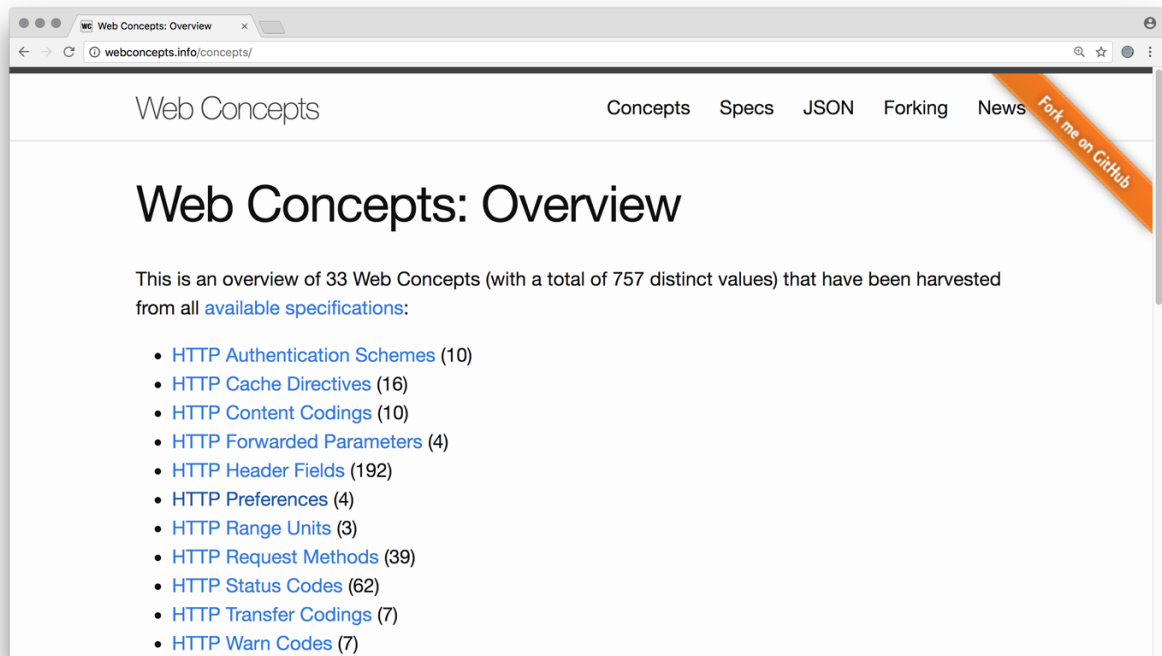 WC Web Concepts: Overview
webconcepts.info/concepts/
Web Concepts
Concepts Specs JSON Forking News
Fork me on GitHub
Web Concepts: Overview
This is an overview of 33 Web Concepts (with a total of 757 distinct values) that have been harvested
from all available specifications:
HTTP Authentication Schemes (10)
HTTP Cache Directives (16)
HTTP Content Codings (10)
HTTP Forwarded Parameters (4)
HTTP Header Fields (192)
HTTP Preferences (4)
HTTP Range Units (3)
HTTP Request Methods (39)
HTTP Status Codes (62)
HTTP Transfer Codings (7)
HTTP Warn Codes (7)